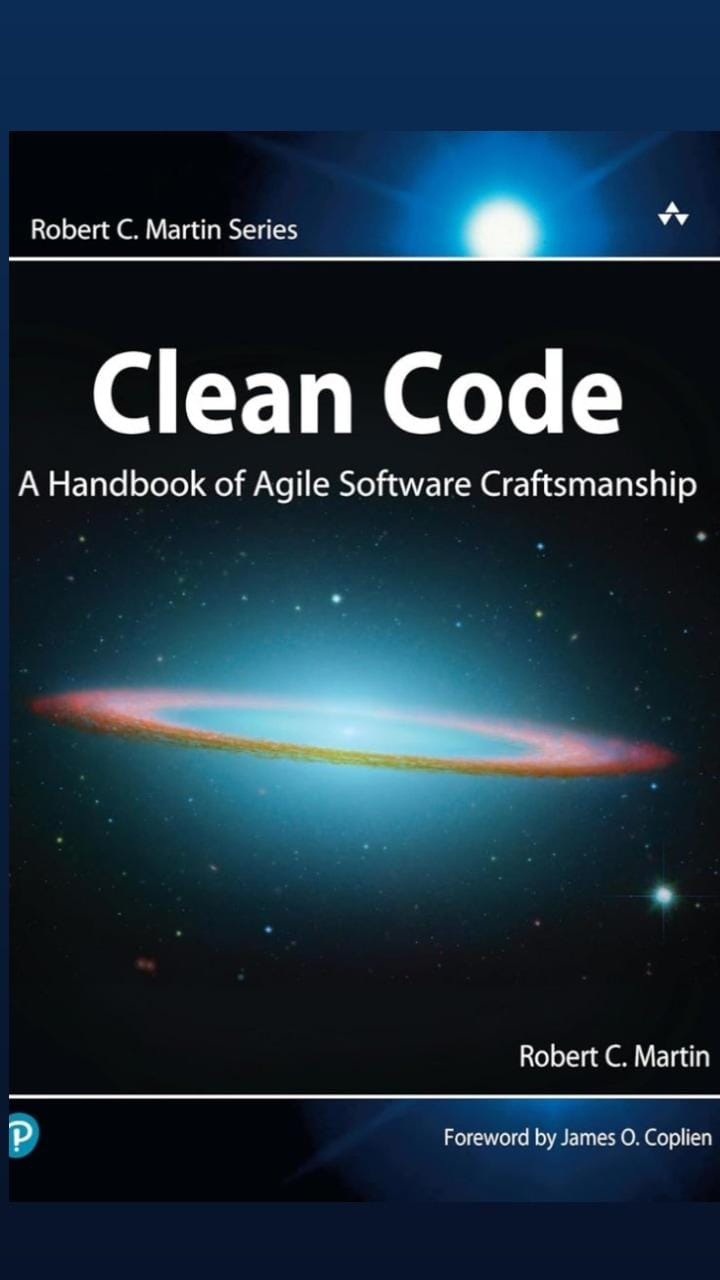 Robert C. Martin Series
Clean Code
A Handbook of Agile Software Craftsmanship
Robert C. Martin
P
Foreword by James O. Coplien